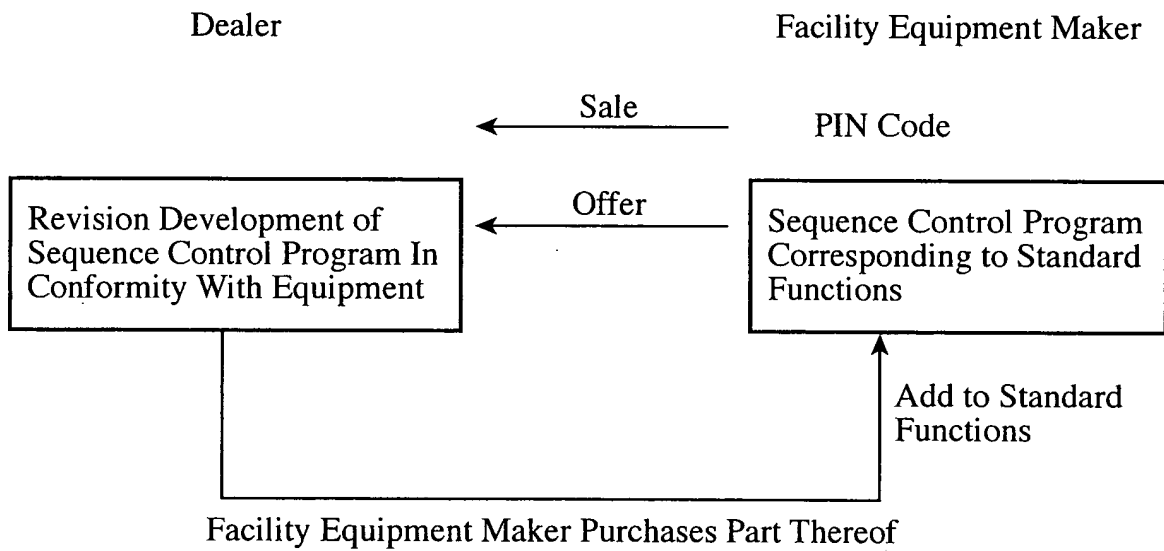 Dealer
Facility Equipment Maker
Sale
PIN Code
Offer
Revision Development of
Sequence Control Program In
Conformity With Equipment
Sequence Control Program
Corresponding to Standard
Functions
Add to Standard
Functions
Facility Equipment Maker Purchases Part Thereof